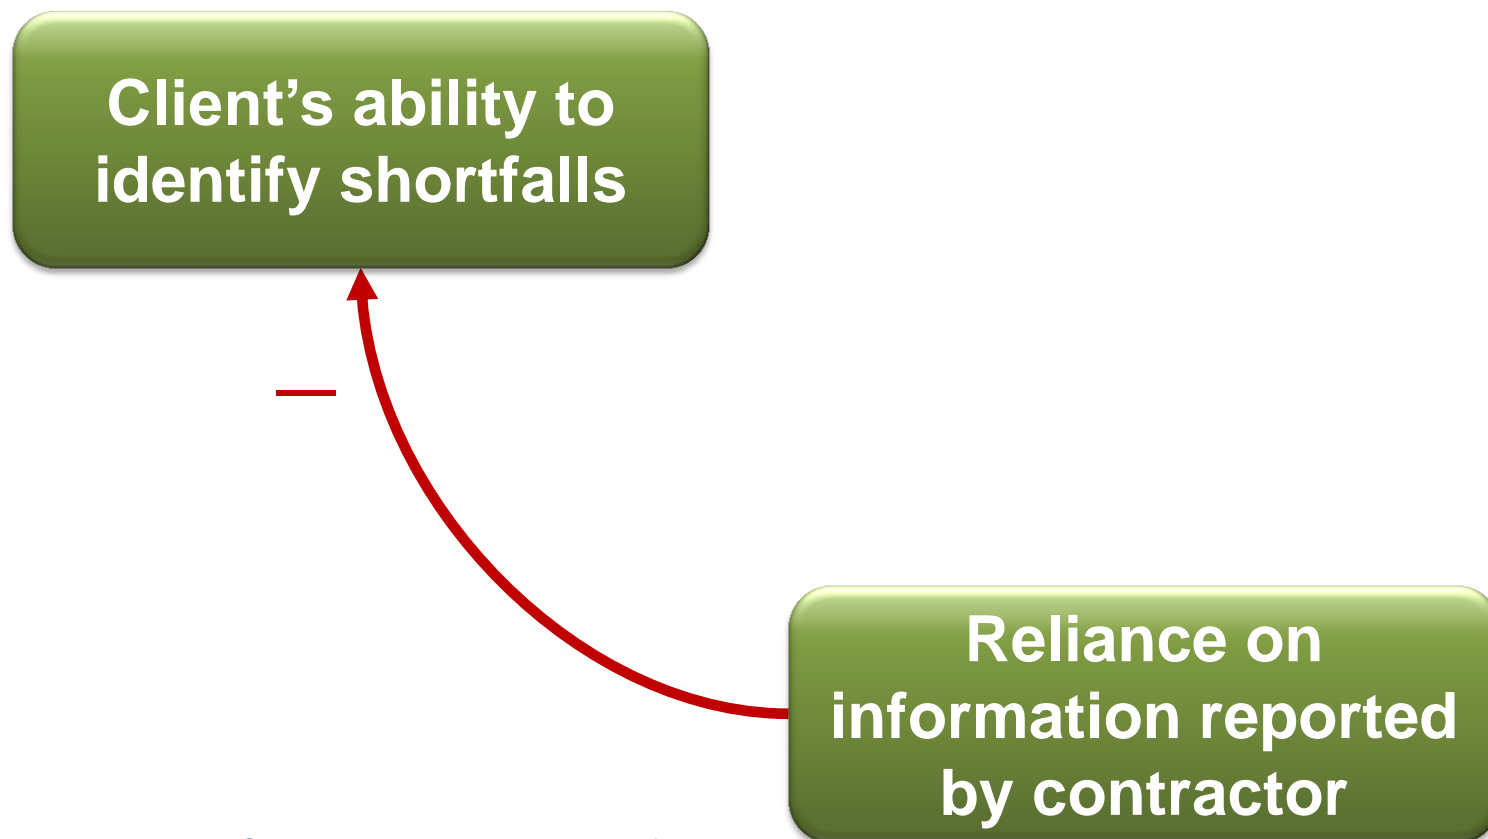 Client’s ability to
identify shortfalls
—
Reliance on
information reported
by contractor